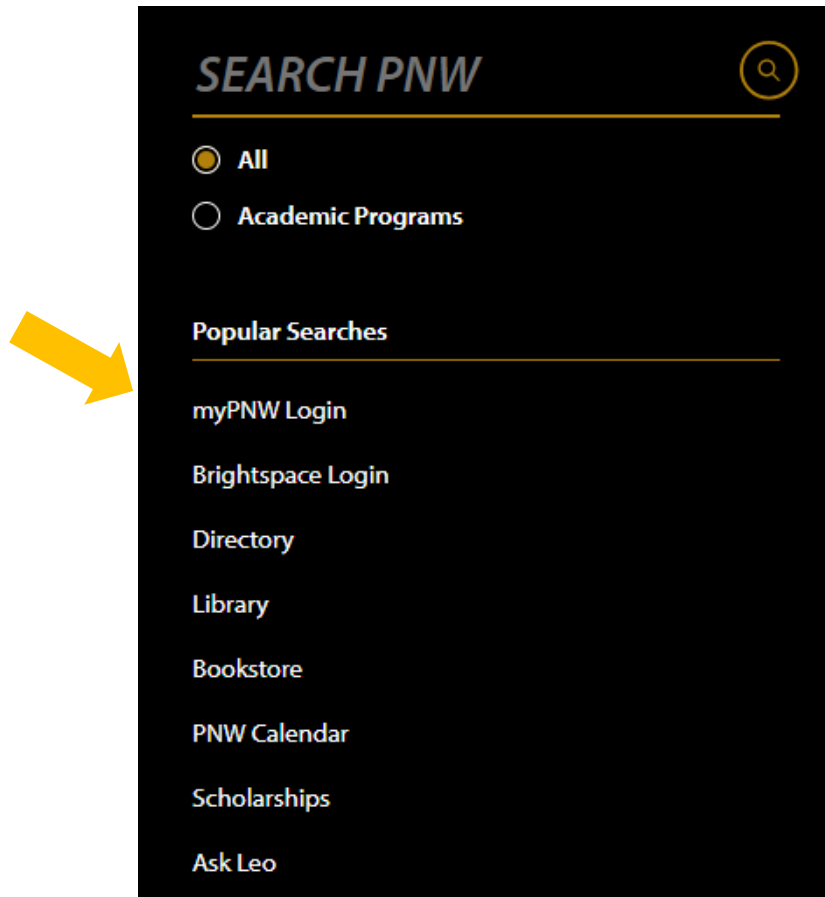 SEARCH PNW
All
Academic Programs
Popular Searches
myPNW Login
Brightspace Login
Directory
Library
Bookstore
PNW Calendar
Scholarships
Ask Leo